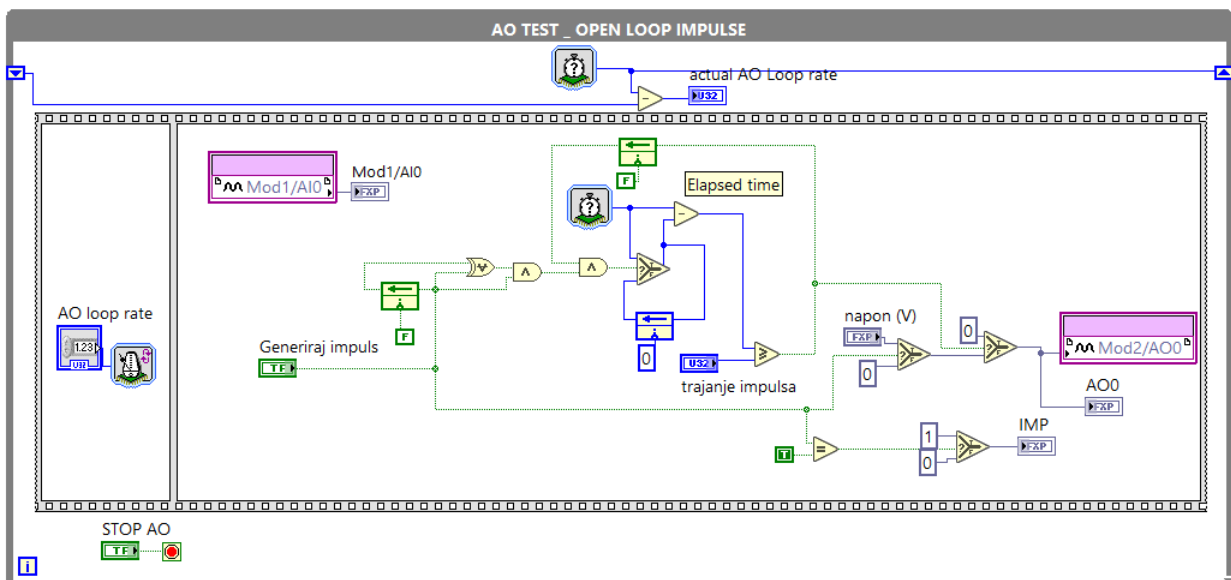 AO TEST _ OPEN LOOP IMPULSE
actual AO Loop rate
U32
Mod1/AI0
Mod1/AI0
FXP
F
Elapsed time
AO loop rate
1.23
U32
F
Generiraj impuls
TF
0
U32
trajanje impulsa
napon (V)
FXP
0
0
Mod2/AO0
AO0
FXP
T
=
1
0
IMP
FXP
STOP AO
TF
i